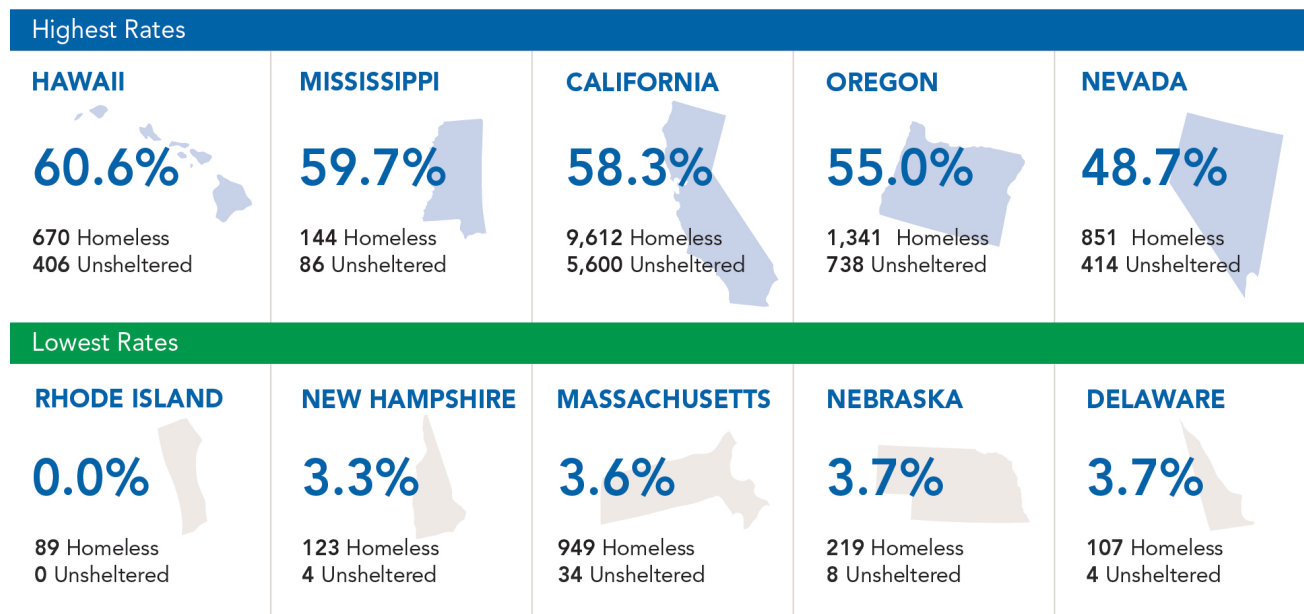 Highest Rates
HAWAII
60.6%
670 Homeless
406 Unsheltered
MISSISSIPPI
59.7%
144 Homeless
86 Unsheltered
CALIFORNIA
58.3%
9,612 Homeless
5,600 Unsheltered
OREGON
55.0%
1,341 Homeless
738 Unsheltered
NEVADA
48.7%
851 Homeless
414 Unsheltered
Lowest Rates
RHODE ISLAND
0.0%
89 Homeless
0 Unsheltered
NEW HAMPSHIRE
3.3%
123 Homeless
4 Unsheltered
MASSACHUSETTS
3.6%
949 Homeless
34 Unsheltered
NEBRASKA
3.7%
219 Homeless
8 Unsheltered
DELAWARE
3.7%
107 Homeless
4 Unsheltered